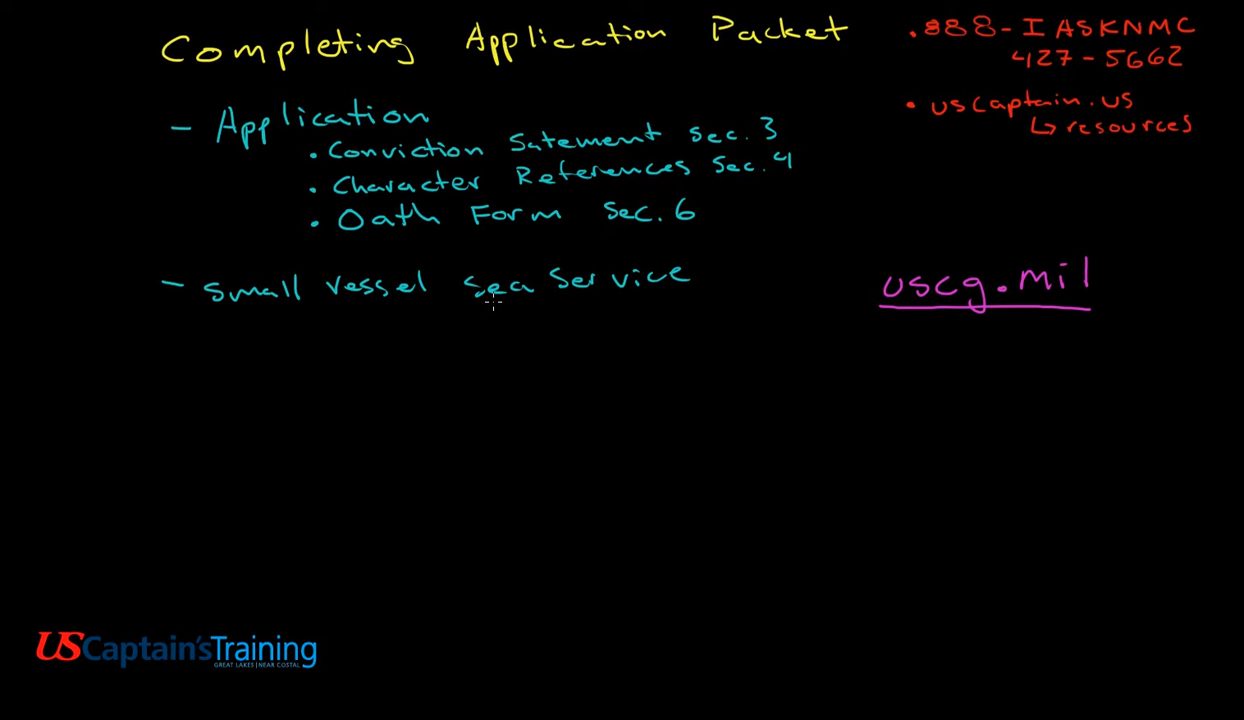 Completing Application Packet
.888-IASKNMC
427-5662
• uscaptain.us
↳ resources
- Application
• Conviction Satement sec. 3
• Character References Sec. 4
• Oath Form Sec. 6
- Small vessel sea Service
uscg.mil
USCaptain'sTraining
GREAT LAKES | NEAR COSTAL